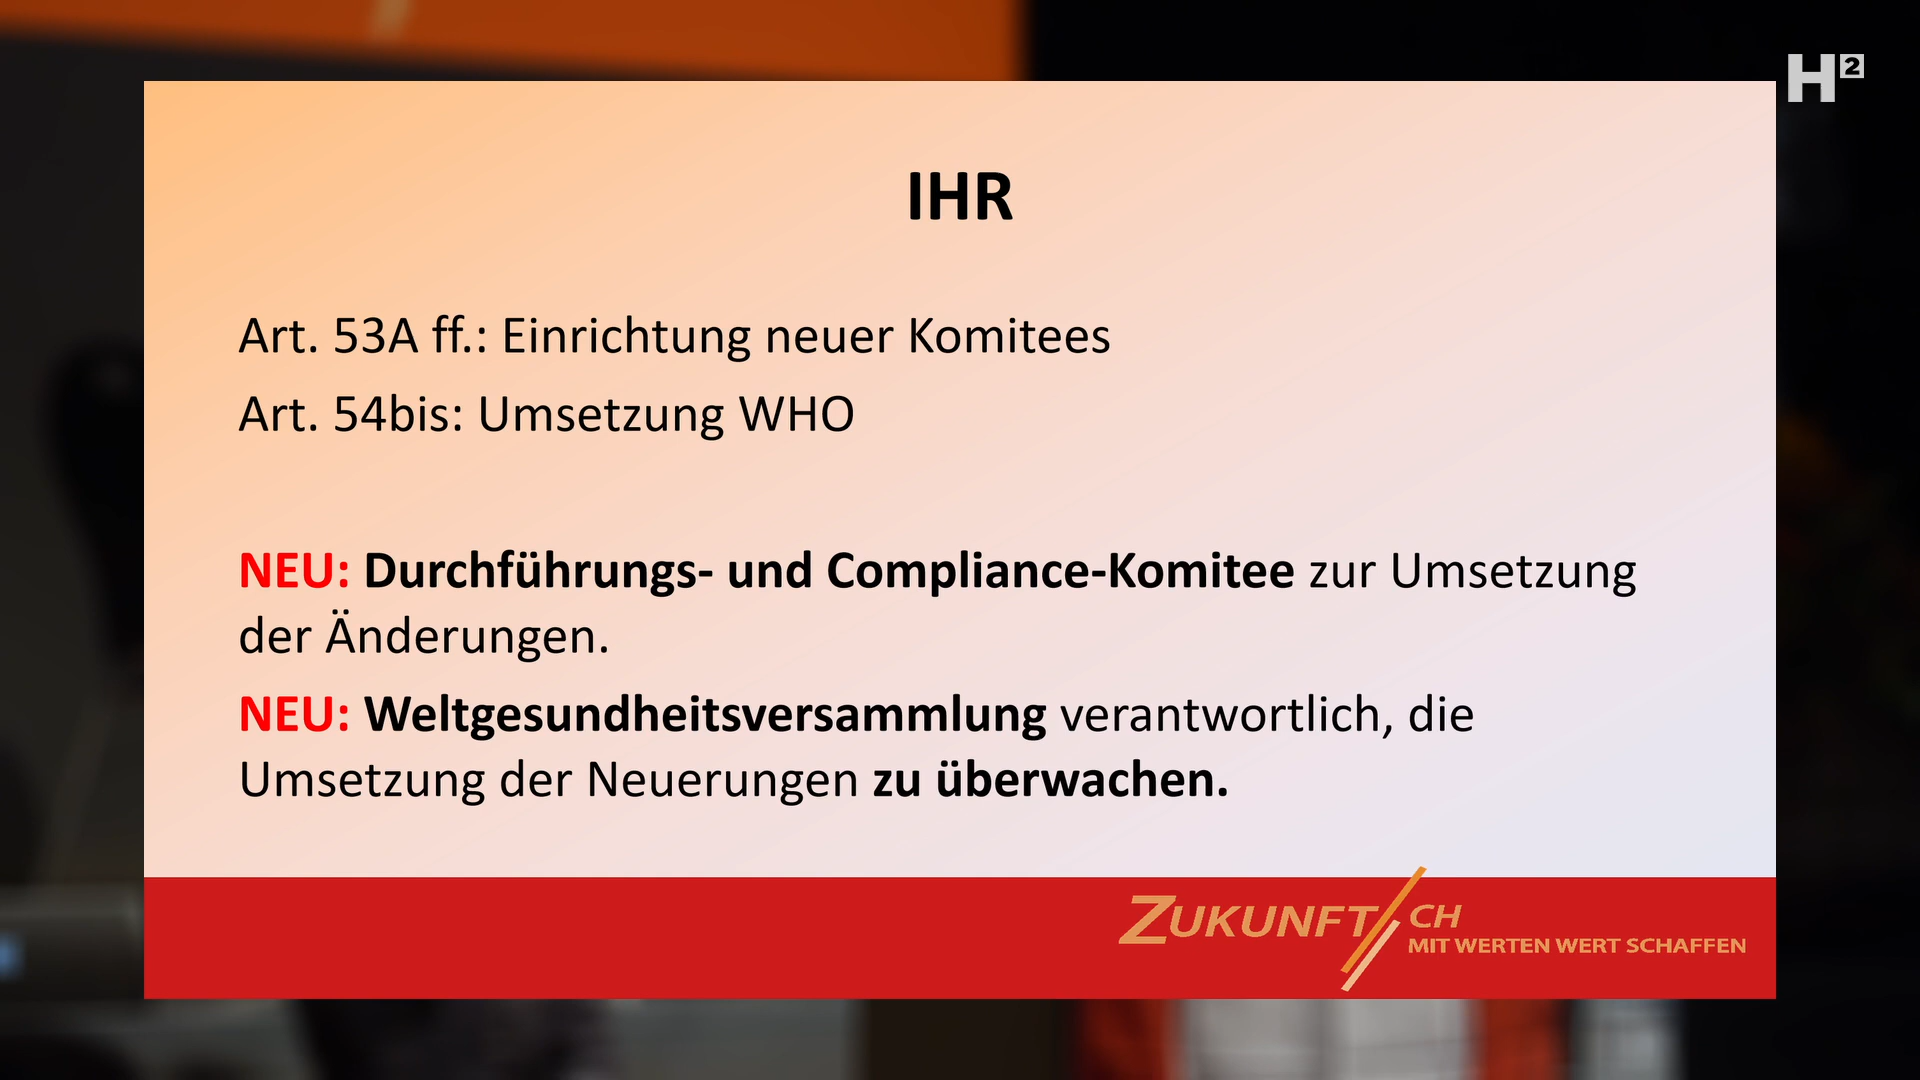 H²
IHR
Art. 53A ff.: Einrichtung neuer Komitees
Art. 54bis: Umsetzung WHO
NEU: Durchführungs- und Compliance-Komitee zur Umsetzung
der Änderungen.
NEU: Weltgesundheitsversammlung verantwortlich, die
Umsetzung der Neuerungen zu überwachen.
ZUKUNFT CH
MIT WERTEN WERT SCHAFFEN